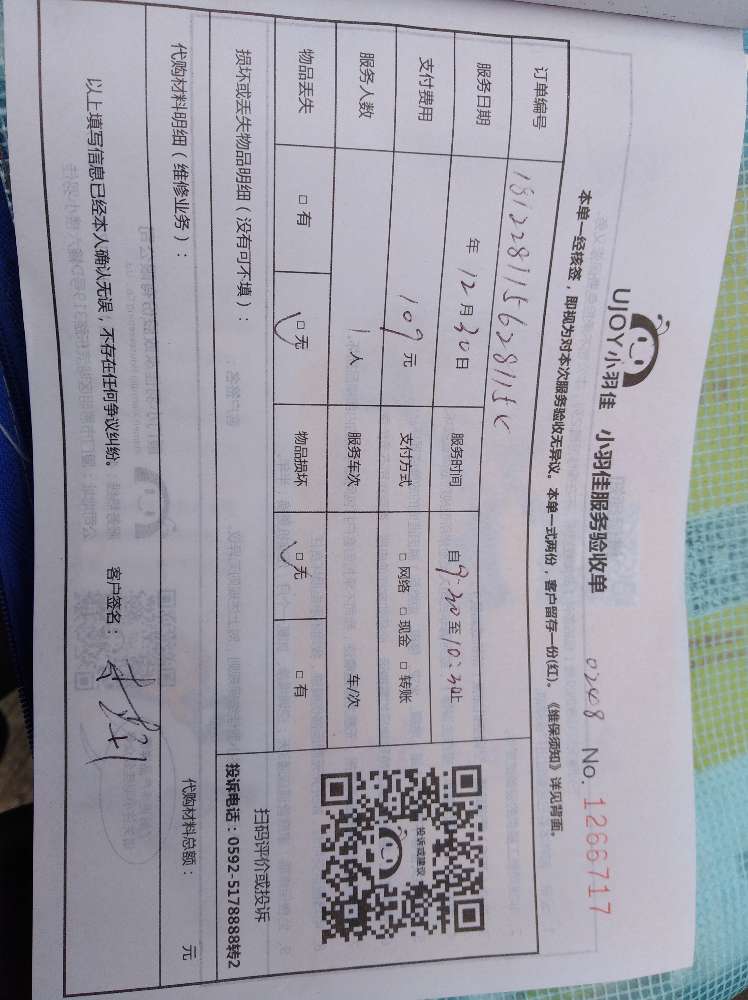 UJOY小羽佳 小羽佳服务验收单 0208 No. 1266717
本单一经核签，即视为对本次服务验收无异议。本单一式两份，客户留存一份(红)。《维保须知》详见背面。
订单编号
服务日期 年 12月30日 服务时间 自9:30至10:30止
支付费用 109 元 支付方式 □ 网络 □ 现金 □ 转账
服务人数 1 人 服务车次 车/次
物品丢失 □ 有 □ 无 物品损坏 □ 无 □ 有
投诉或建议
扫码评价或投诉
投诉电话：0592-5178888转2
损坏或丢失物品明细（没有可不填）：
代购材料明细（维修业务）： 代购材料总额： 元
以上填写信息已经本人确认无误，不存在任何争议纠纷。 客户签名：